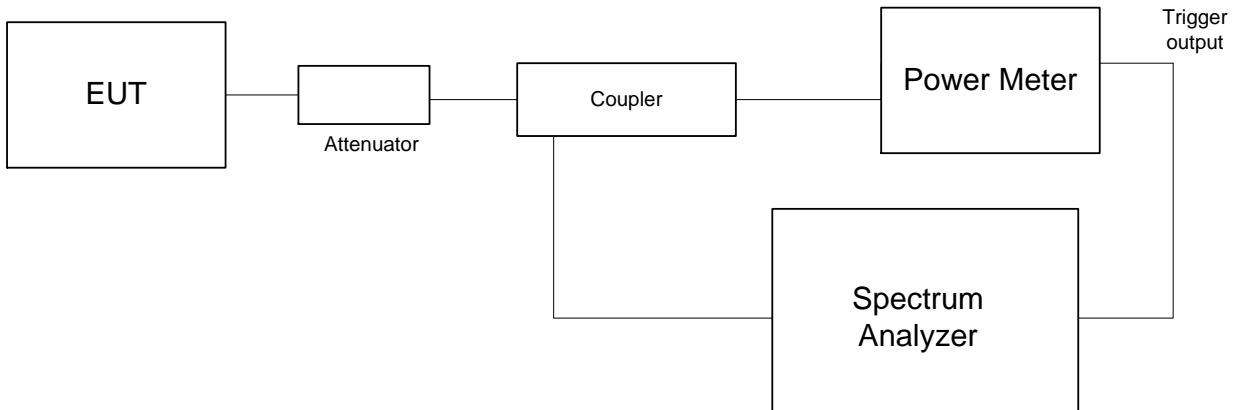 EUT
Attenuator
Coupler
Power Meter
Trigger
output
Spectrum
Analyzer